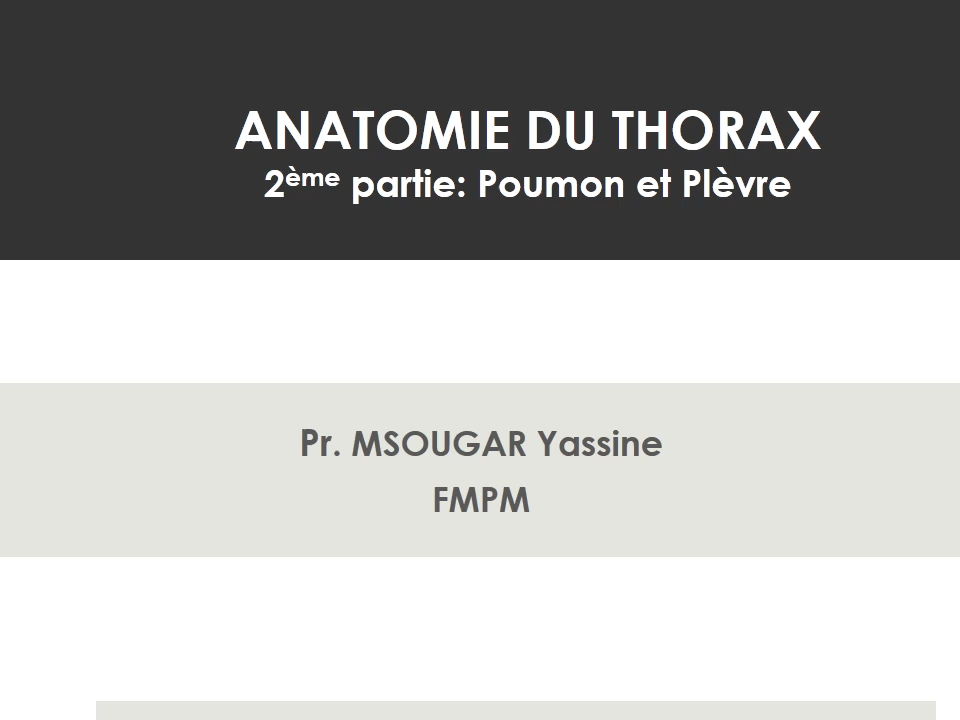 ANATOMIE DU THORAX
2ème partie: Poumon et Plèvre
Pr. MSOUGAR Yassine
FMPM